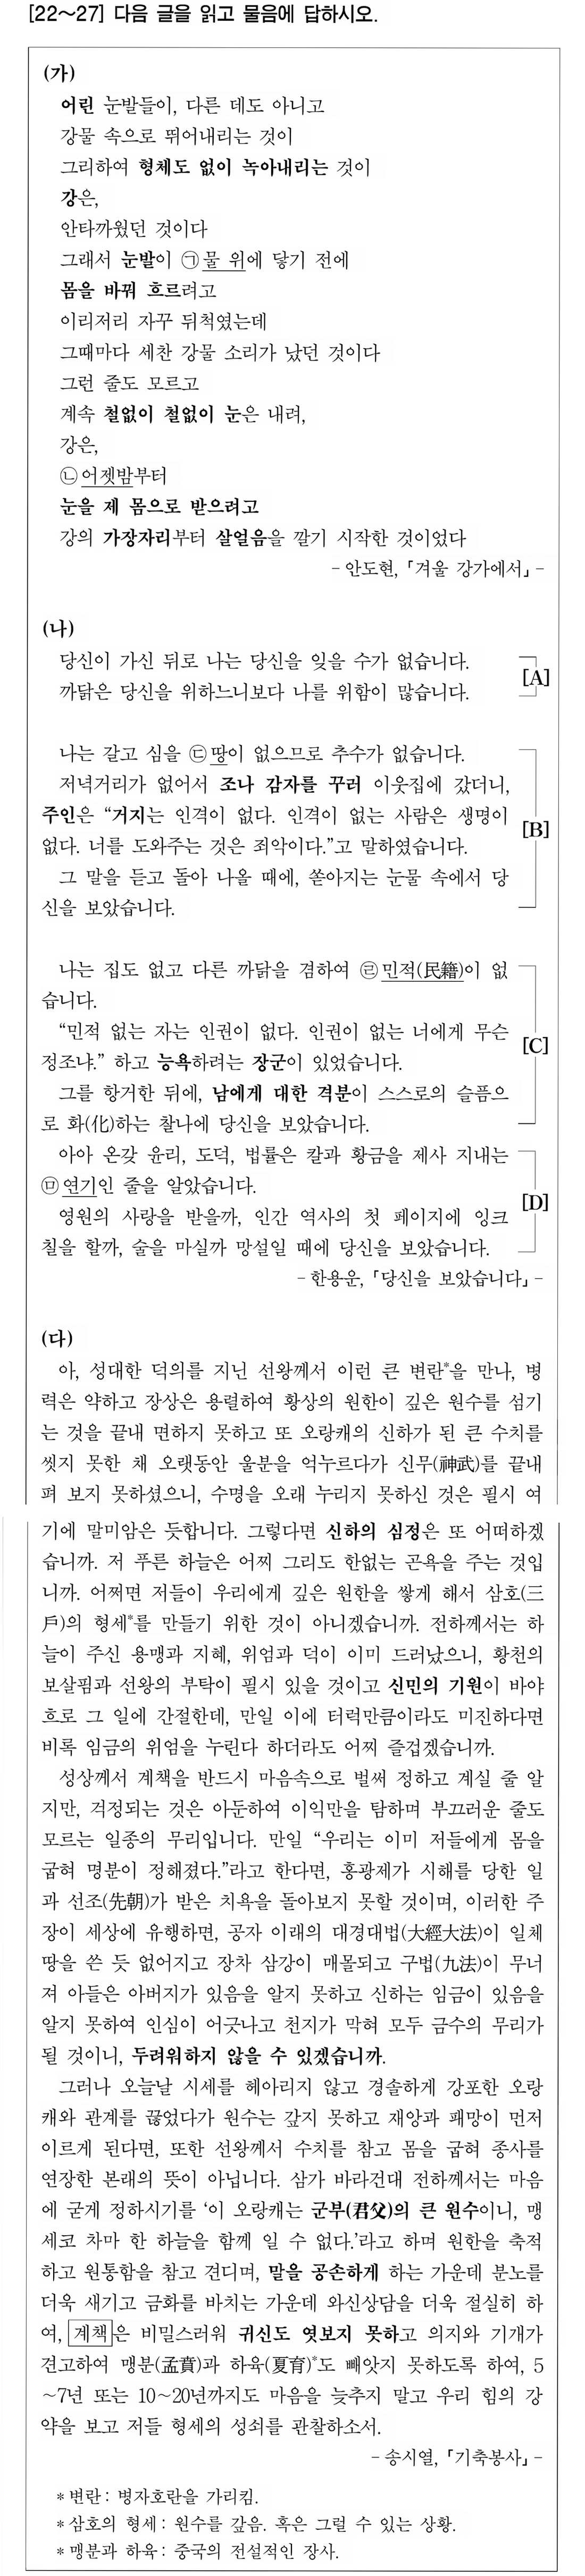 [22～27] 다음 글을 읽고 물음에 답하시오.
(가)
어린 눈발들이, 다른 데도 아니고
강물 속으로 뛰어내리는 것이
그리하여 형체도 없이 녹아내리는 것이
강은,
안타까웠던 것이다
그래서 눈발이 ㉠물 위에 닿기 전에
몸을 바꿔 흐르려고
이리저리 자꾸 뒤척였는데
그때마다 세찬 강물 소리가 났던 것이다
그런 줄도 모르고
계속 철없이 철없이 눈은 내려,
강은,
㉡어젯밤부터
눈을 제 몸으로 받으려고
강의 가장자리부터 살얼음을 깔기 시작한 것이었다
- 안도현, 「겨울 강가에서」 -
(나)
당신이 가신 뒤로 나는 당신을 잊을 수가 없습니다.
까닭은 당신을 위하느니보다 나를 위함이 많습니다.
[A]
나는 갈고 심을 ㉢땅이 없으므로 추수가 없습니다.
저녁거리가 없어서 조나 감자를 꾸러 이웃집에 갔더니,
주인은 “거지는 인격이 없다. 인격이 없는 사람은 생명이
없다. 너를 도와주는 것은 죄악이다.”고 말하였습니다.
그 말을 듣고 돌아 나올 때에, 쏟아지는 눈물 속에서 당
신을 보았습니다.
[B]
나는 집도 없고 다른 까닭을 겸하여 ㉣민적(民籍)이 없
습니다.
“민적 없는 자는 인권이 없다. 인권이 없는 너에게 무슨
정조냐.” 하고 능욕하려는 장군이 있었습니다.
그를 항거한 뒤에, 남에게 대한 격분이 스스로의 슬픔으
로 화(化)하는 찰나에 당신을 보았습니다.
[C]
아아 온갖 윤리, 도덕, 법률은 칼과 황금을 제사 지내는
㉤연기인 줄을 알았습니다.
영원의 사랑을 받을까, 인간 역사의 첫 페이지에 잉크
칠을 할까, 술을 마실까 망설일 때에 당신을 보았습니다.
[D]
- 한용운, 「당신을 보았습니다」 -
(다)
아, 성대한 덕의를 지닌 선왕께서 이런 큰 변란*을 만나, 병
력은 약하고 장상은 용렬하여 황상의 원한이 깊은 원수를 섬기
는 것을 끝내 면하지 못하고 또 오랑캐의 신하가 된 큰 수치를
씻지 못한 채 오랫동안 울분을 억누르다가 신무(神武)를 끝내
펴 보지 못하셨으니, 수명을 오래 누리지 못하신 것은 필시 여
기에 말미암은 듯합니다. 그렇다면 신하의 심정은 또 어떠하겠
습니까. 저 푸른 하늘은 어찌 그리도 한없는 곤욕을 주는 것입
니까. 어쩌면 저들이 우리에게 깊은 원한을 쌓게 해서 삼호(三
戶)의 형세*를 만들기 위한 것이 아니겠습니까. 전하께서는 하
늘이 주신 용맹과 지혜, 위엄과 덕이 이미 드러났으니, 황천의
보살핌과 선왕의 부탁이 필시 있을 것이고 신민의 기원이 바야
흐로 그 일에 간절한데, 만일 이에 터럭만큼이라도 미진하다면
비록 임금의 위엄을 누린다 하더라도 어찌 즐겁겠습니까.
성상께서 계책을 반드시 마음속으로 벌써 정하고 계실 줄 알
지만, 걱정되는 것은 아둔하여 이익만을 탐하며 부끄러운 줄도
모르는 일종의 무리입니다. 만일 “우리는 이미 저들에게 몸을
굽혀 명분이 정해졌다.”라고 한다면, 홍광제가 시해를 당한 일
과 선조(先朝)가 받은 치욕을 돌아보지 못할 것이며, 이러한 주
장이 세상에 유행하면, 공자 이래의 대경대법(大經大法)이 일체
땅을 쓴 듯 없어지고 장차 삼강이 매몰되고 구법(九法)이 무너
져 아들은 아버지가 있음을 알지 못하고 신하는 임금이 있음을
알지 못하여 인심이 어긋나고 천지가 막혀 모두 금수의 무리가
될 것이니, 두려워하지 않을 수 있겠습니까.
그러나 오늘날 시세를 헤아리지 않고 경솔하게 강포한 오랑
캐와 관계를 끊었다가 원수는 갚지 못하고 재앙과 패망이 먼저
이르게 된다면, 또한 선왕께서 수치를 참고 몸을 굽혀 종사를
연장한 본래의 뜻이 아닙니다. 삼가 바라건대 전하께서는 마음
에 굳게 정하시기를 ‘이 오랑캐는 군부(君父)의 큰 원수이니, 맹
세코 차마 한 하늘을 함께 일 수 없다.’라고 하며 원한을 축적
하고 원통함을 참고 견디며, 말을 공손하게 하는 가운데 분노를
더욱 새기고 금화를 바치는 가운데 와신상담을 더욱 절실히 하
여, 계책은 비밀스러워 귀신도 엿보지 못하고 의지와 기개가
견고하여 맹분(孟賁)과 하육(夏育)*도 빼앗지 못하도록 하여, 5
～7년 또는 10～20년까지도 마음을 늦추지 말고 우리 힘의 강
약을 보고 저들 형세의 성쇠를 관찰하소서.
- 송시열, 「기축봉사」 -
* 변란 : 병자호란을 가리킴.
* 삼호의 형세 : 원수를 갚음. 혹은 그럴 수 있는 상황.
* 맹분과 하육 : 중국의 전설적인 장사.